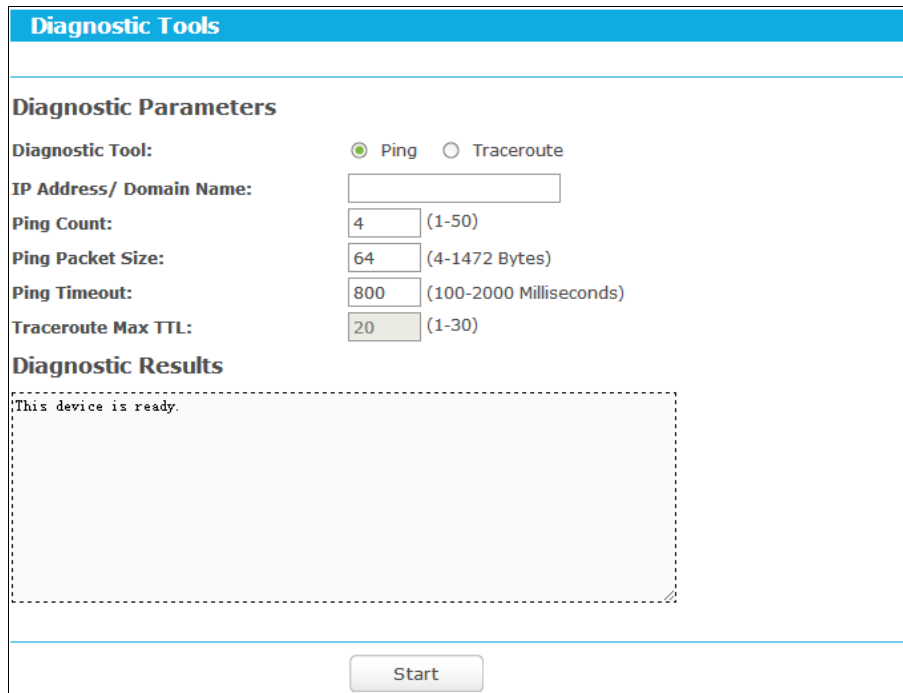 Diagnostic Tools
Diagnostic Parameters
Diagnostic Tool: Ping Traceroute
IP Address/ Domain Name:
Ping Count: 4 (1-50)
Ping Packet Size: 64 (4-1472 Bytes)
Ping Timeout: 800 (100-2000 Milliseconds)
Traceroute Max TTL: 20 (1-30)
Diagnostic Results
This device is ready.
Start